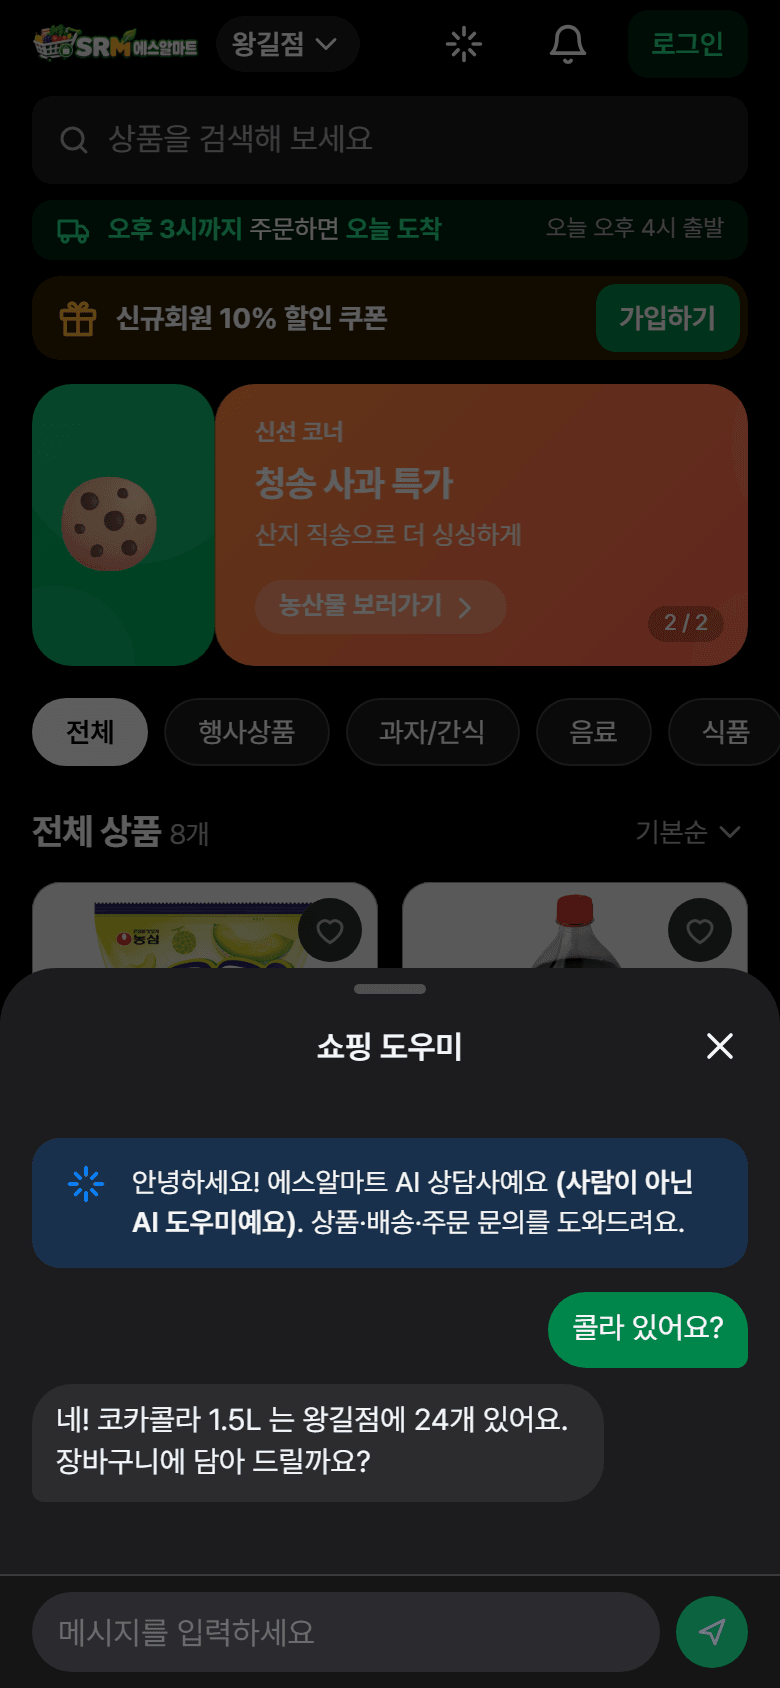 SRM 에스알마트
왕길점
로그인
상품을 검색해 보세요
오후 3시까지 주문하면 오늘 도착
오늘 오후 4시 출발
신규회원 10% 할인 쿠폰
가입하기
신선 코너
청송 사과 특가
산지 직송으로 더 싱싱하게
농산물 보러가기
2 / 2
전체
행사상품
과자/간식
음료
식품
전체 상품 8개
기본순
농심
쇼핑 도우미
안녕하세요! 에스알마트 AI 상담사예요 (사람이 아닌
AI 도우미예요). 상품·배송·주문 문의를 도와드려요.
콜라 있어요?
네! 코카콜라 1.5L 는 왕길점에 24개 있어요.
장바구니에 담아 드릴까요?
메시지를 입력하세요